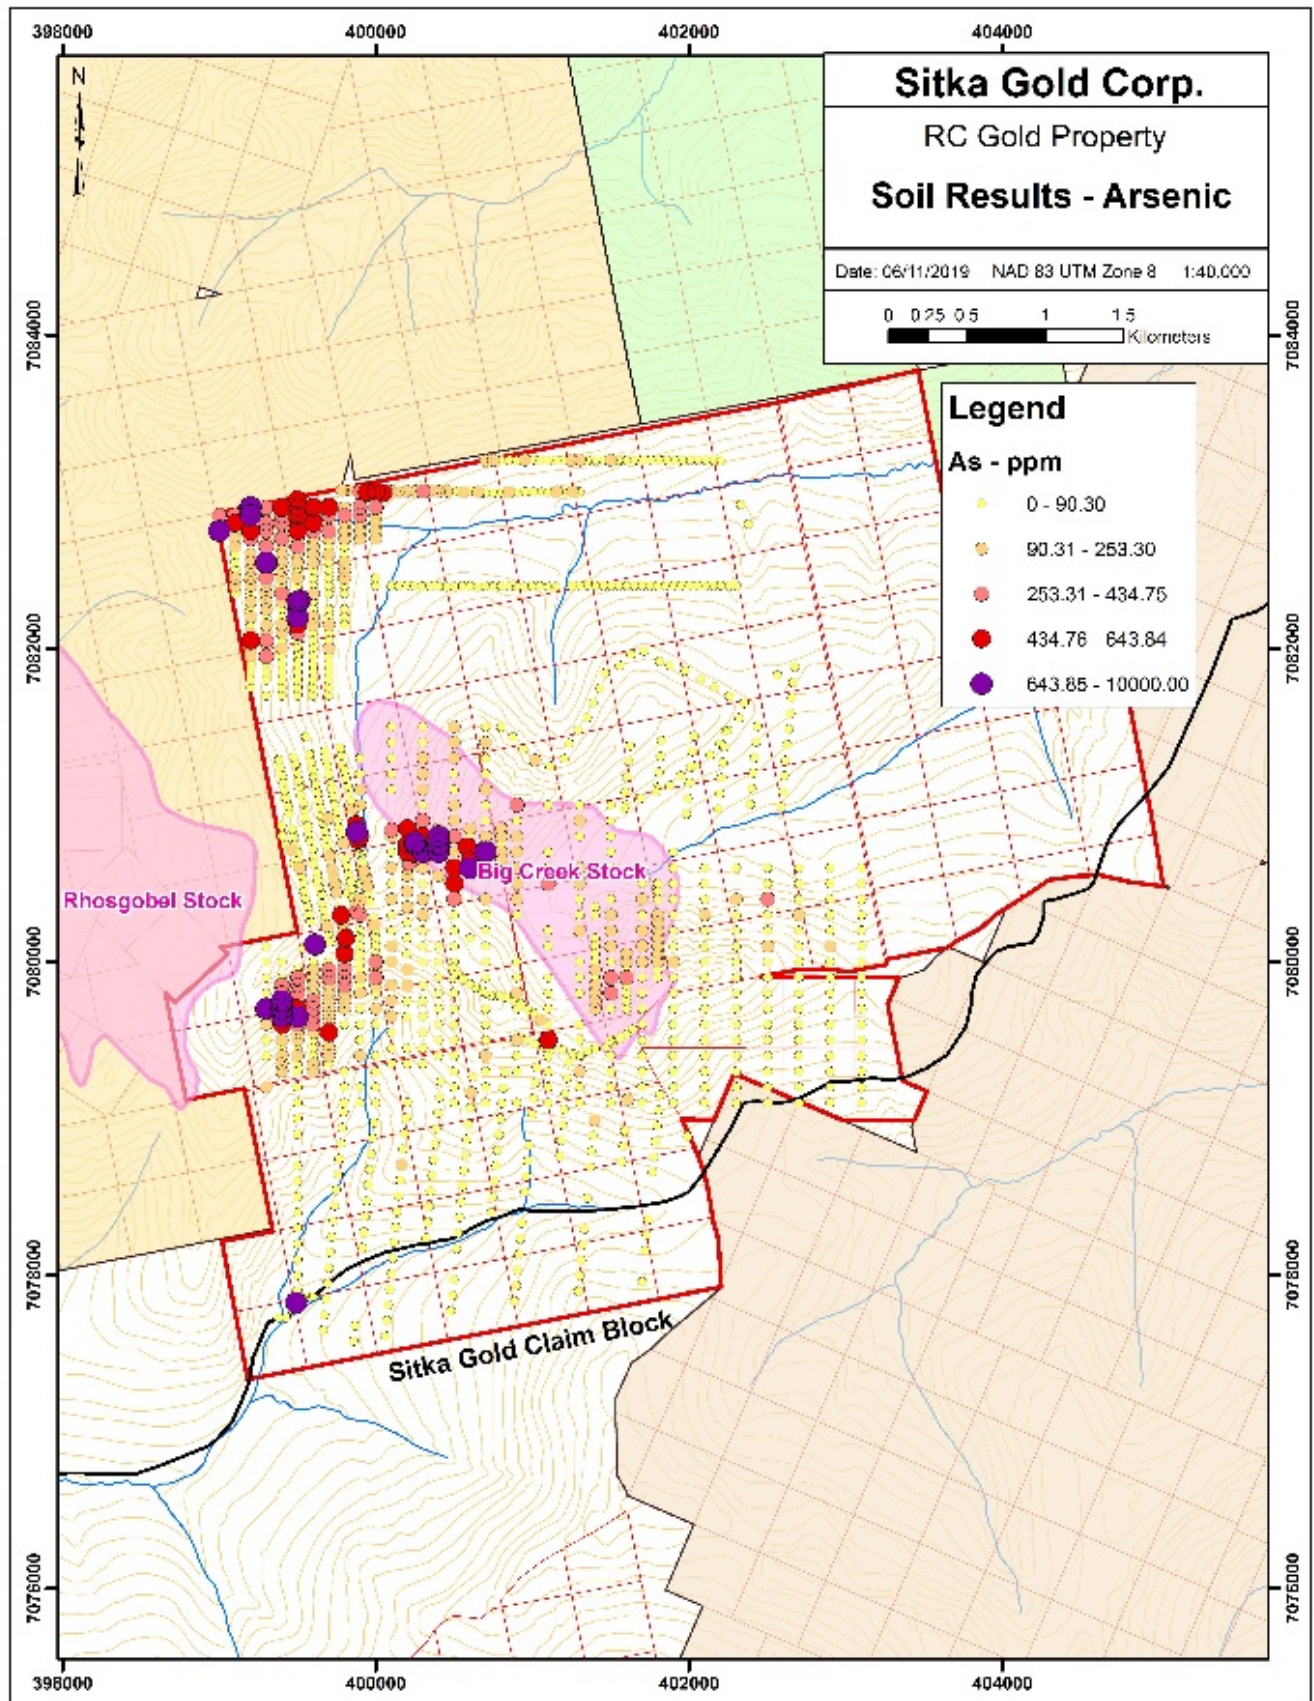 398000 400000 402000 404000
N
Sitka Gold Corp.
RC Gold Property
Soil Results - Arsenic
Date: 06/11/2019 NAD 83 UTM Zone 8 1:40,000
0 0.25 0.5 1 1.5
Kilometers
7084000 7084000
Legend
As - ppm
0 - 90.30
90.31 - 253.30
253.31 - 434.75
434.76 - 643.84
643.85 - 10000.00
7082000 7082000
Big Creek Stock
Rhosgobel Stock
7080000 7080000
7078000 7078000
Sitka Gold Claim Block
7076000 7076000
398000 400000 402000 404000